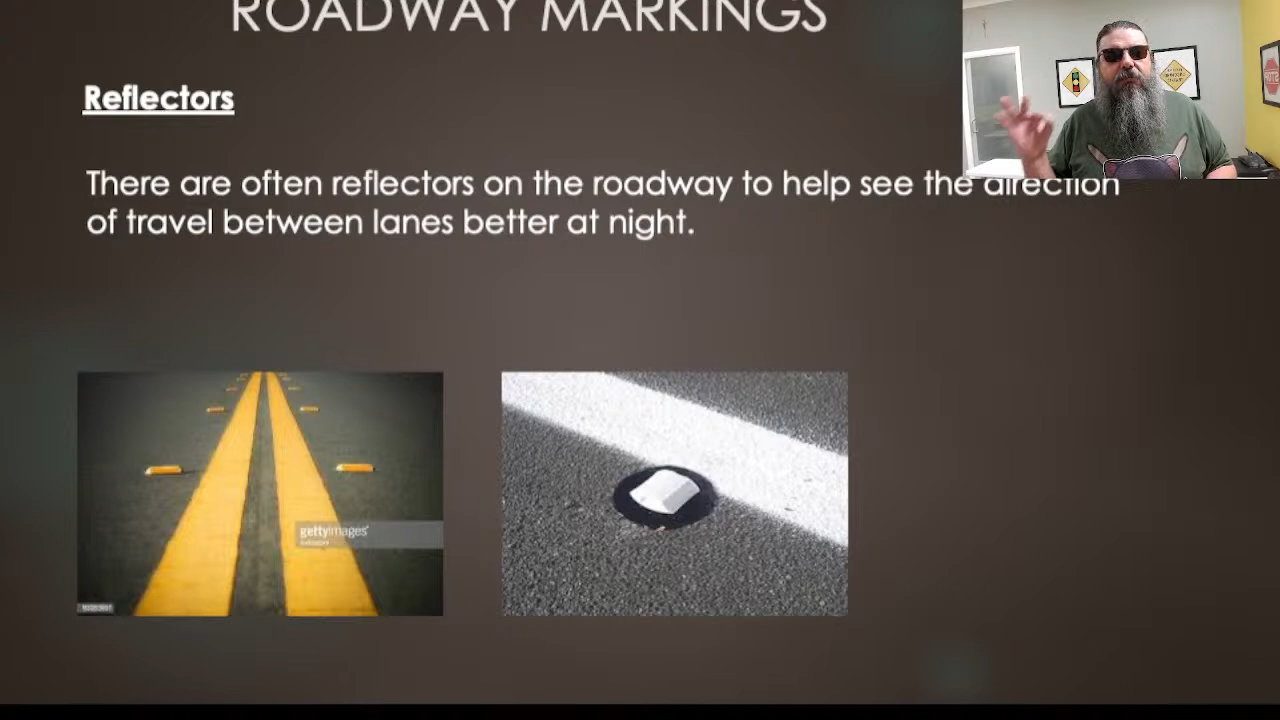 ROADWAY MARKINGS
Reflectors
There are often reflectors on the roadway to help see the direction
of travel between lanes better at night.
gettyimages